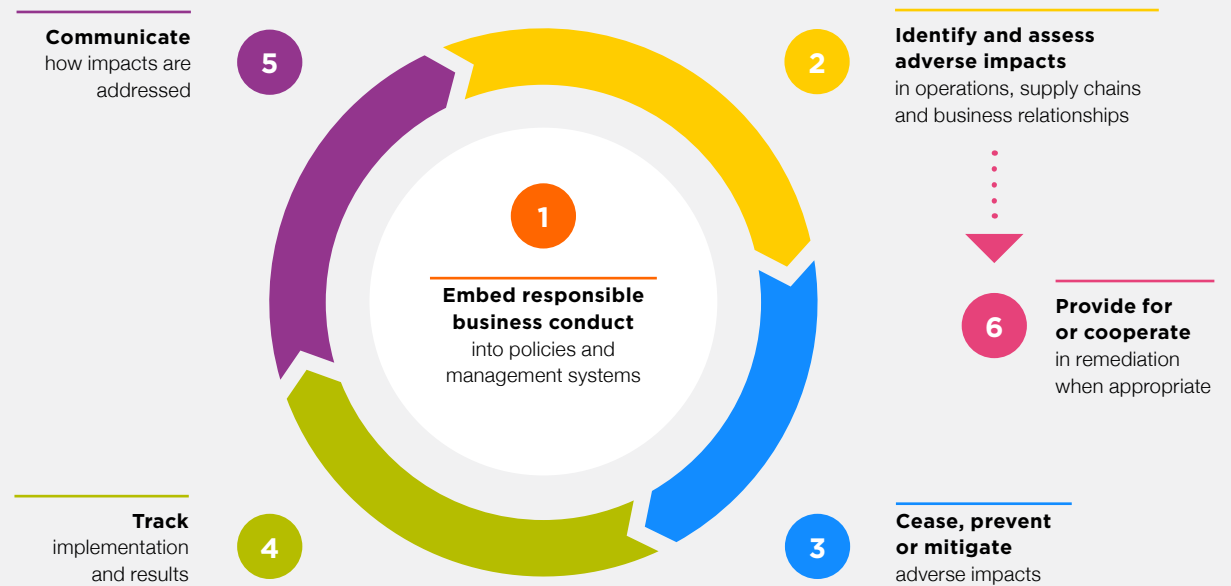 Communicate
how impacts are
addressed
5
2
Identify and assess
adverse impacts
in operations, supply chains
and business relationships
1
Embed responsible
business conduct
into policies and
management systems
6
Provide for
or cooperate
in remediation
when appropriate
Track
implementation
and results
4
3
Cease, prevent
or mitigate
adverse impacts